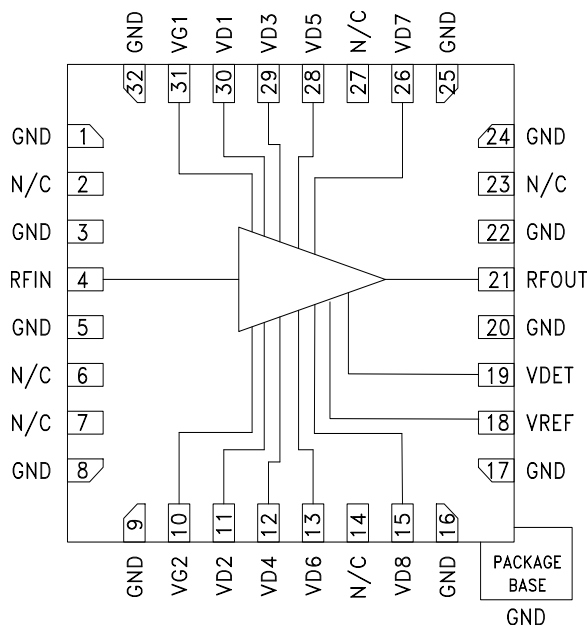 GND
VG1
VD1
VD3
VD5
N/C
VD7
GND
32
31
30
29
28
27
26
25
GND 1
N/C 2
GND 3
RFIN 4
GND 5
N/C 6
N/C 7
GND 8
24 GND
23 N/C
22 GND
21 RFOUT
20 GND
19 VDET
18 VREF
17 GND
9
10
11
12
13
14
15
16
GND
VG2
VD2
VD4
VD6
N/C
VD8
GND
PACKAGE
BASE
GND